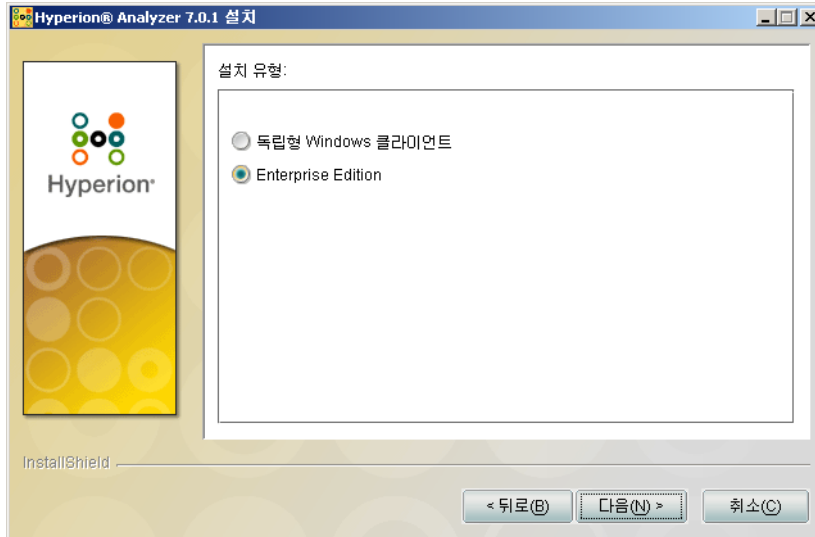 Hyperion® Analyzer 7.0.1 설치
설치 유형:
독립형 Windows 클라이언트
Enterprise Edition
Hyperion
InstallShield
< 뒤로(B)
다음(N) >
취소(C)